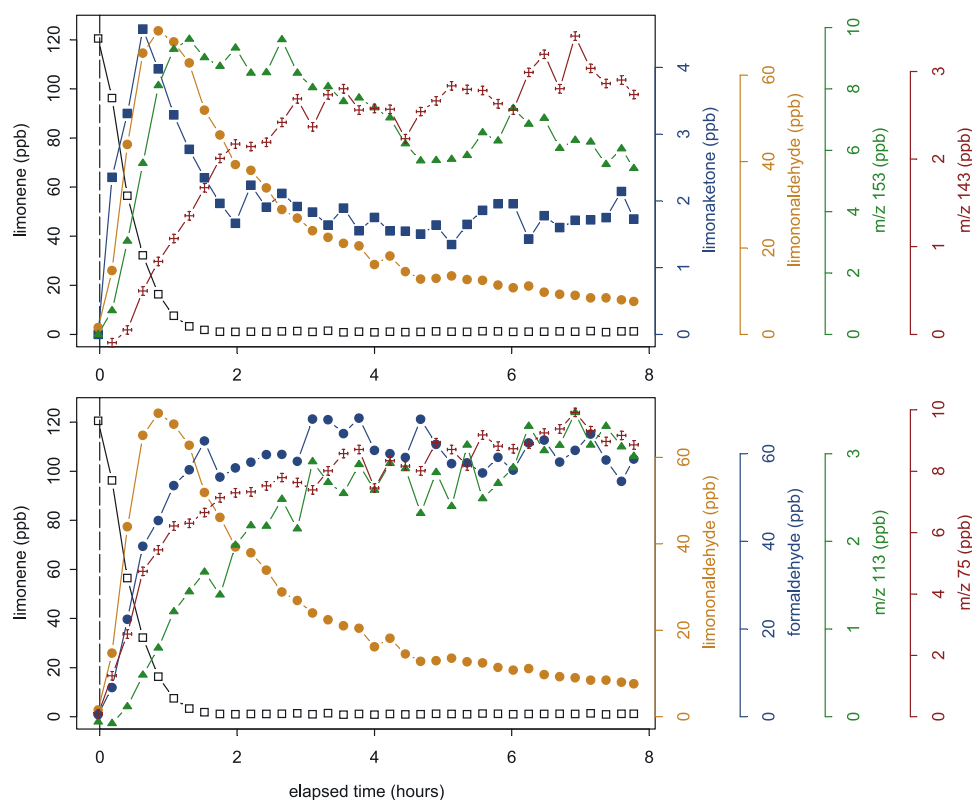 limonene (ppb)
0 20 40 60 80 100 120
0 2 4 6 8
0 1 2 3 4
limonaketone (ppb)
0 20 40 60
limononaldehyde (ppb)
0 2 4 6 8 10
m/z 153 (ppb)
0 1 2 3
m/z 143 (ppb)
limonene (ppb)
0 20 40 60 80 100 120
0 2 4 6 8
elapsed time (hours)
0 20 40 60
limononaldehyde (ppb)
0 20 40 60
formaldehyde (ppb)
0 1 2 3
m/z 113 (ppb)
0 2 4 6 8 10
m/z 75 (ppb)